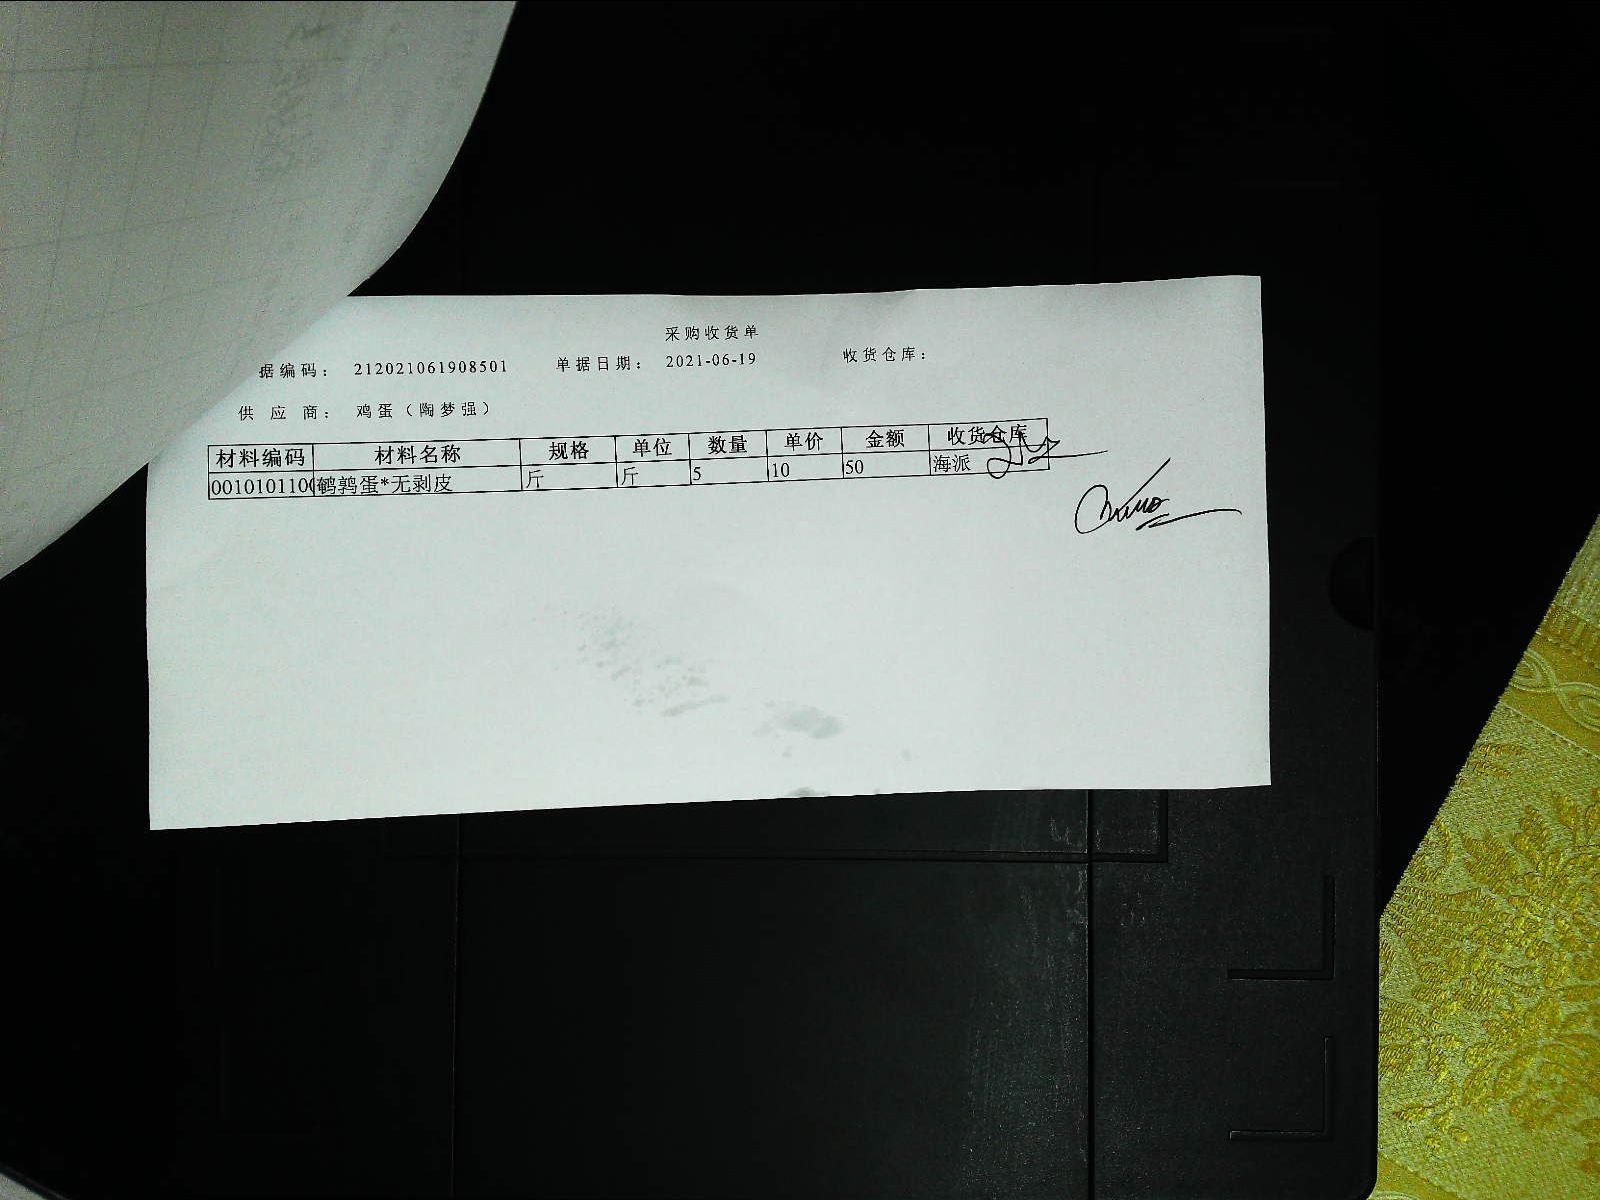 采购收货单
据编码： 212021061908501 单据日期： 2021-06-19 收货仓库：
供应商： 鸡蛋（陶梦强）
材料编码 材料名称 规格 单位 数量 单价 金额 收货仓库
0010101100 鹌鹑蛋*无剥皮 斤 斤 5 10 50 海派